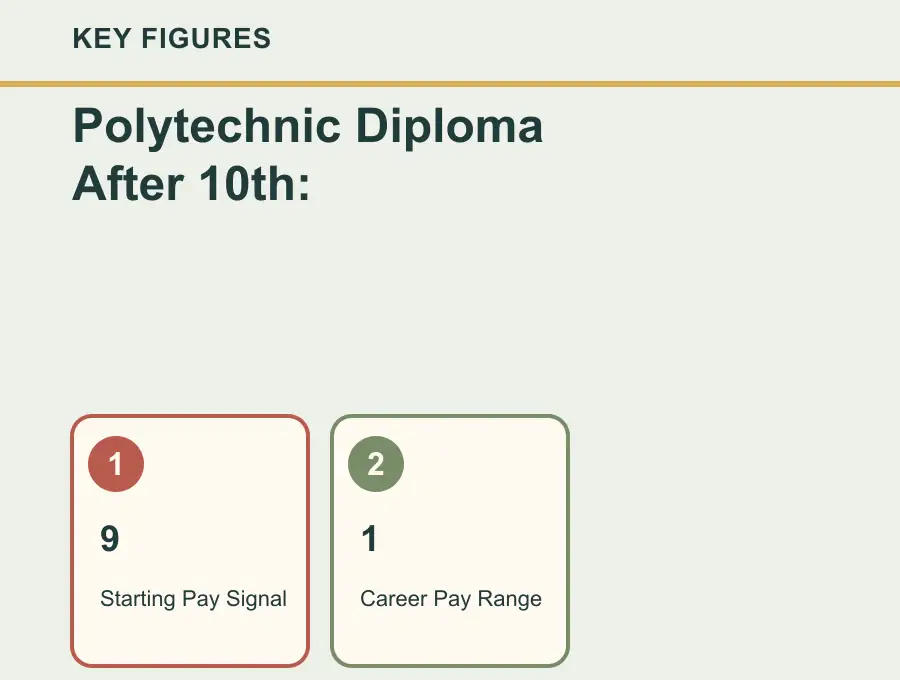 KEY FIGURES
Polytechnic Diploma
After 10th:
1
9
Starting Pay Signal
2
1
Career Pay Range